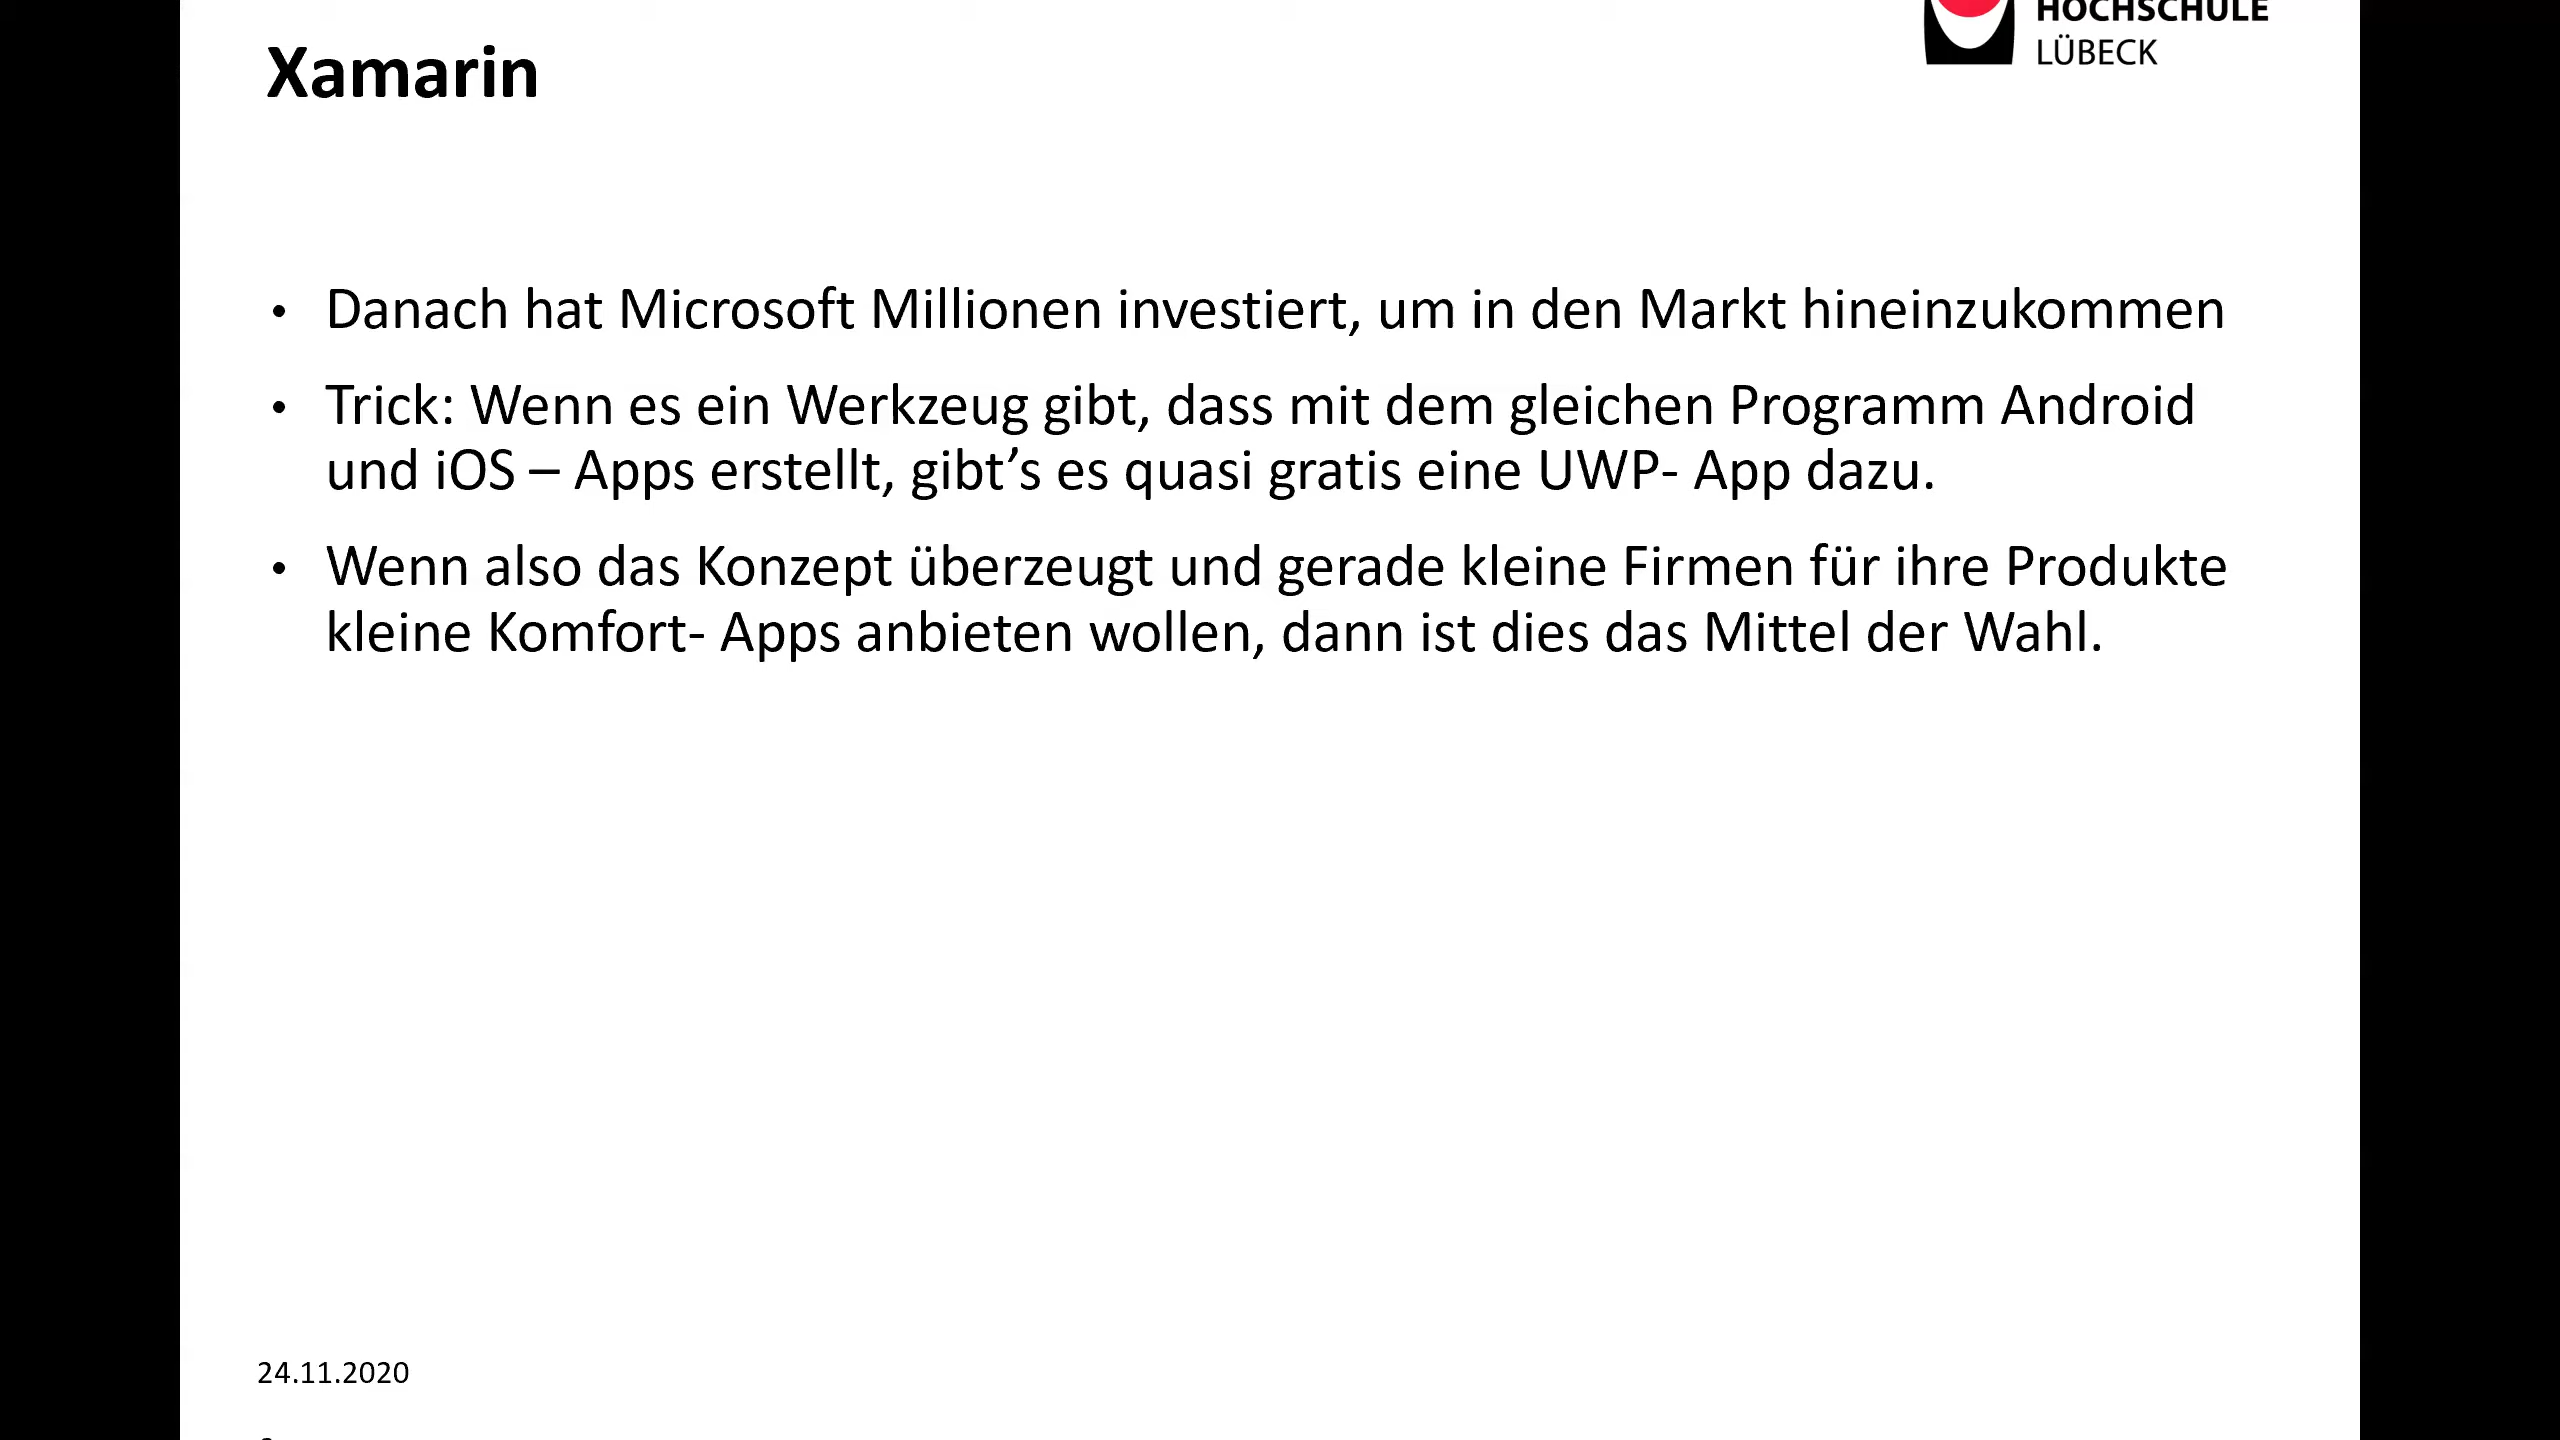 HOCHSCHULE
LÜBECK
Xamarin
• Danach hat Microsoft Millionen investiert, um in den Markt hineinzukommen
• Trick: Wenn es ein Werkzeug gibt, dass mit dem gleichen Programm Android
und iOS – Apps erstellt, gibt’s es quasi gratis eine UWP- App dazu.
• Wenn also das Konzept überzeugt und gerade kleine Firmen für ihre Produkte
kleine Komfort- Apps anbieten wollen, dann ist dies das Mittel der Wahl.
24.11.2020